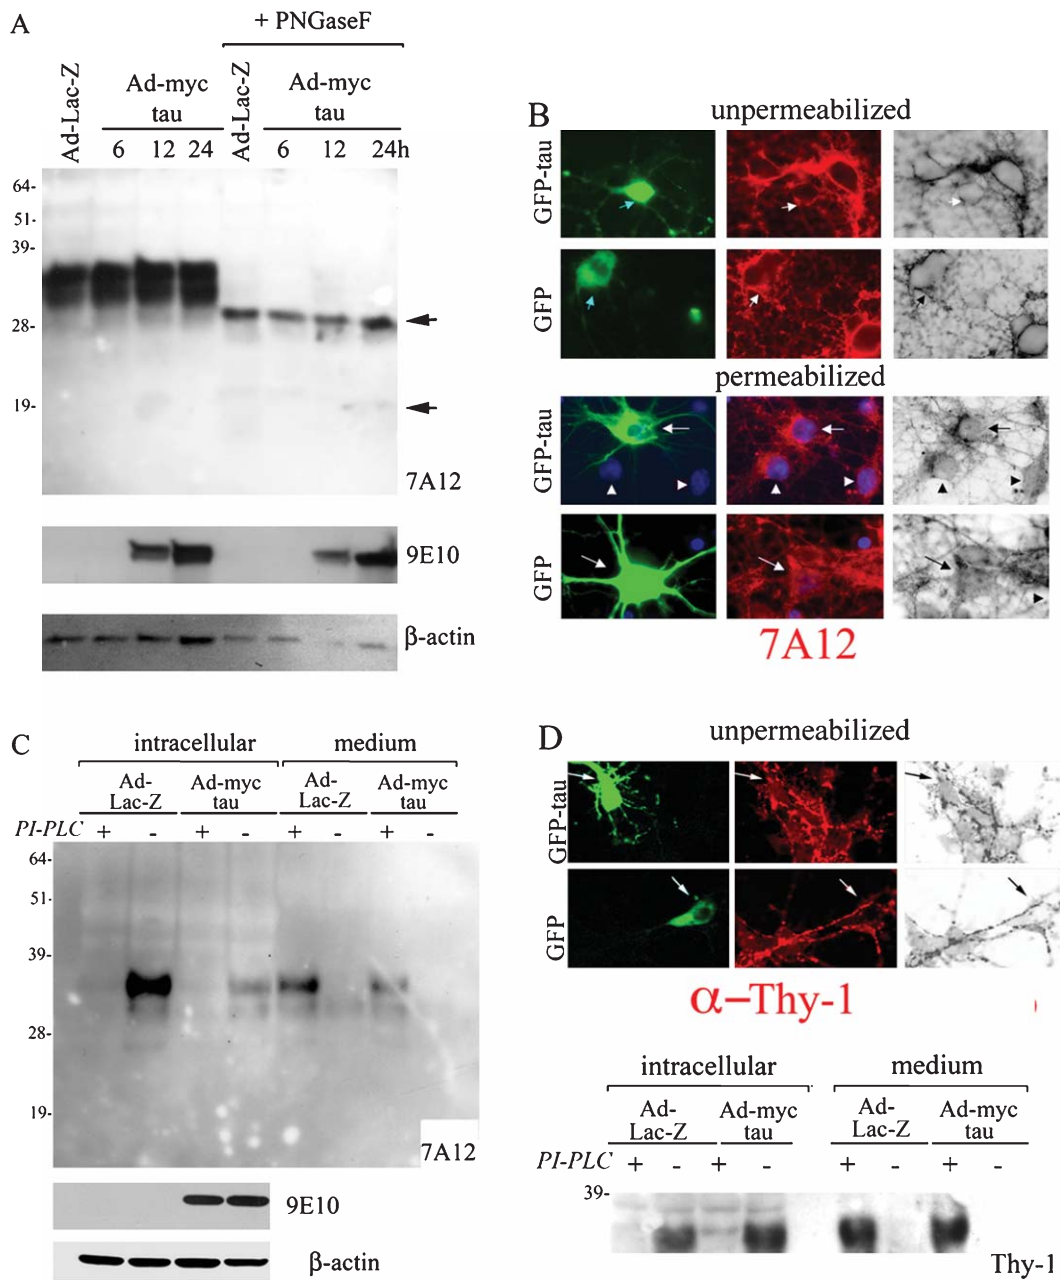 A
+ PNGaseF
Ad-Lac-Z
Ad-myc
tau
Ad-Lac-Z
Ad-myc
tau
6 12 24 6 12 24h
64-
51-
39-
28-
19-
7A12
9E10
β-actin
B
unpermeabilized
GFP-tau
GFP
permeabilized
GFP-tau
GFP
7A12
C
intracellular medium
Ad-
Lac-Z
Ad-myc
tau
Ad-
Lac-Z
Ad-myc
tau
PI-PLC + - + - + - + -
64-
51-
39-
28-
19-
7A12
9E10
β-actin
D
unpermeabilized
GFP-tau
GFP
α-Thy-1
intracellular medium
Ad-
Lac-Z
Ad-myc
tau
Ad-
Lac-Z
Ad-myc
tau
PI-PLC + - + - + - + -
39-
Thy-1